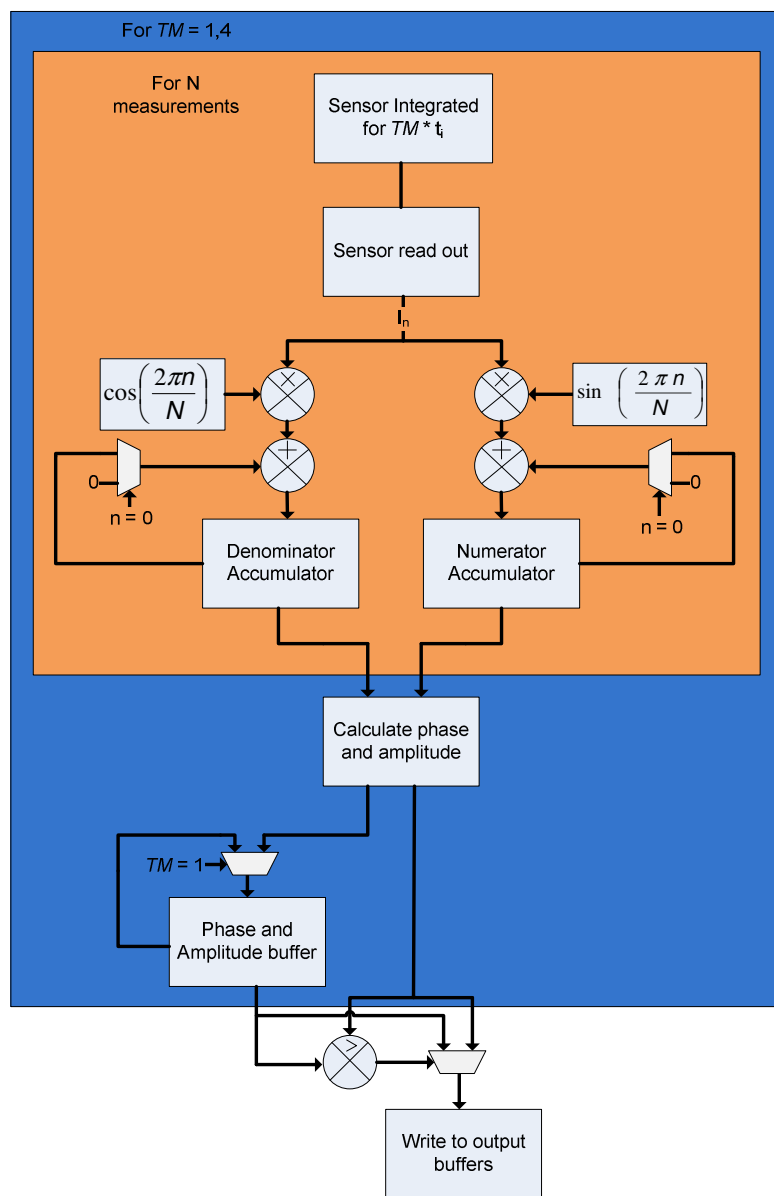 For TM = 1,4
For N
measurements
Sensor Integrated
for TM * tᵢ
Sensor read out
Iₙ
cos(2πn/N)
×
×
sin (2 π n/N)
+
+
0
0
n = 0
n = 0
Denominator
Accumulator
Numerator
Accumulator
Calculate phase
and amplitude
TM = 1
Phase and
Amplitude buffer
>
Write to output
buffers